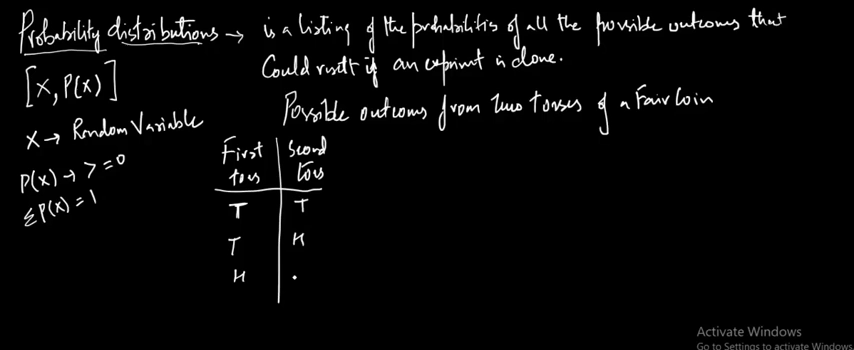 Probability distributions → is a listing of the probabilities of all the possible outcomes that
Could result if an expriment is done.
[X, P(x)]
Possible outcoms from two tosses of a Fair Coin
X → Random Variable
P(x) → > = 0
ΣP(x) = 1
First toss | Second toss
T | T
T | H
H
Activate Windows
Go to Settings to activate Windows.